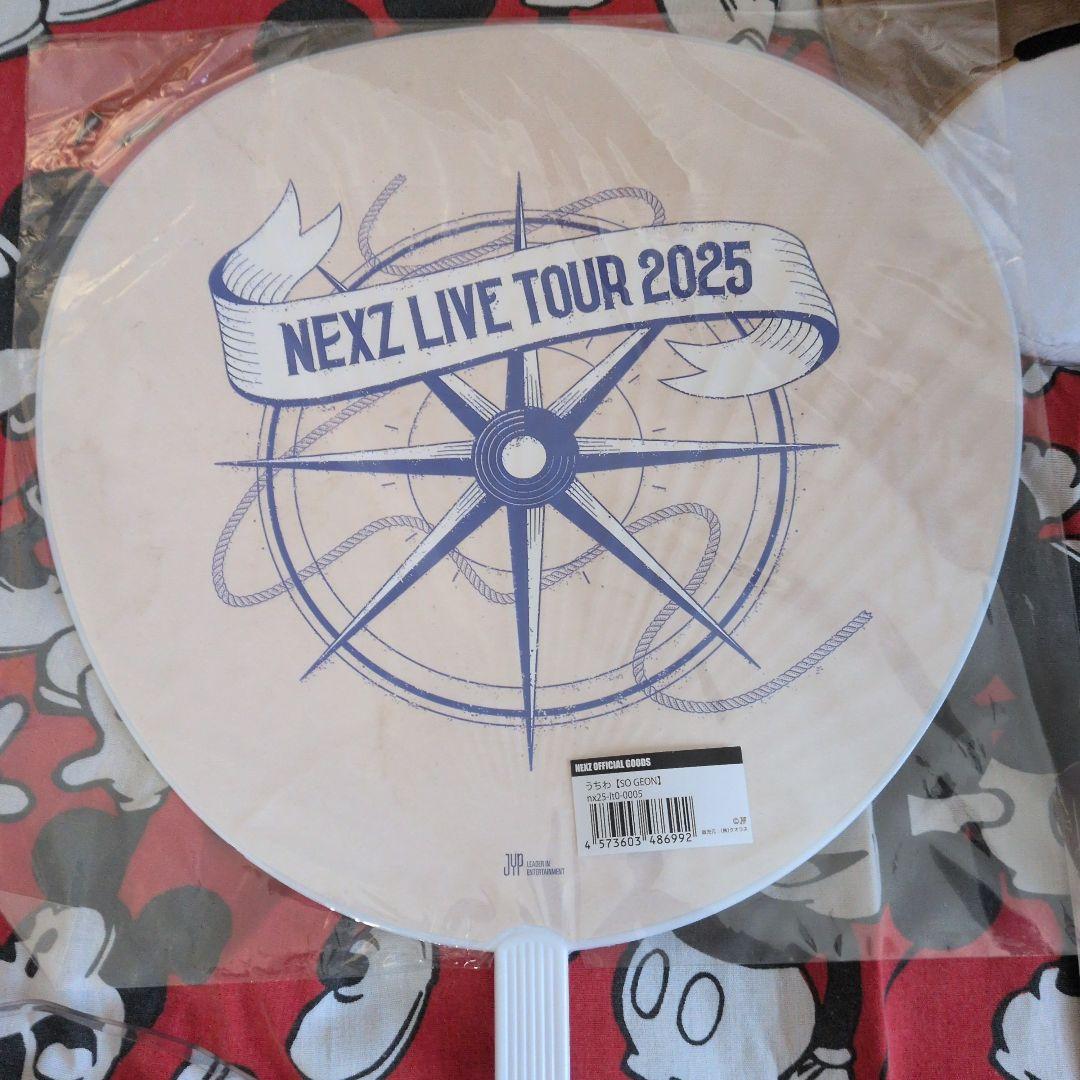 NEXZ LIVE TOUR 2025
NEXZ OFFICIAL GOODS
うちわ【SO GEON】
nx25-lt0-0005
4 573603 486992
JYP LEADER IN
ENTERTAINMENT